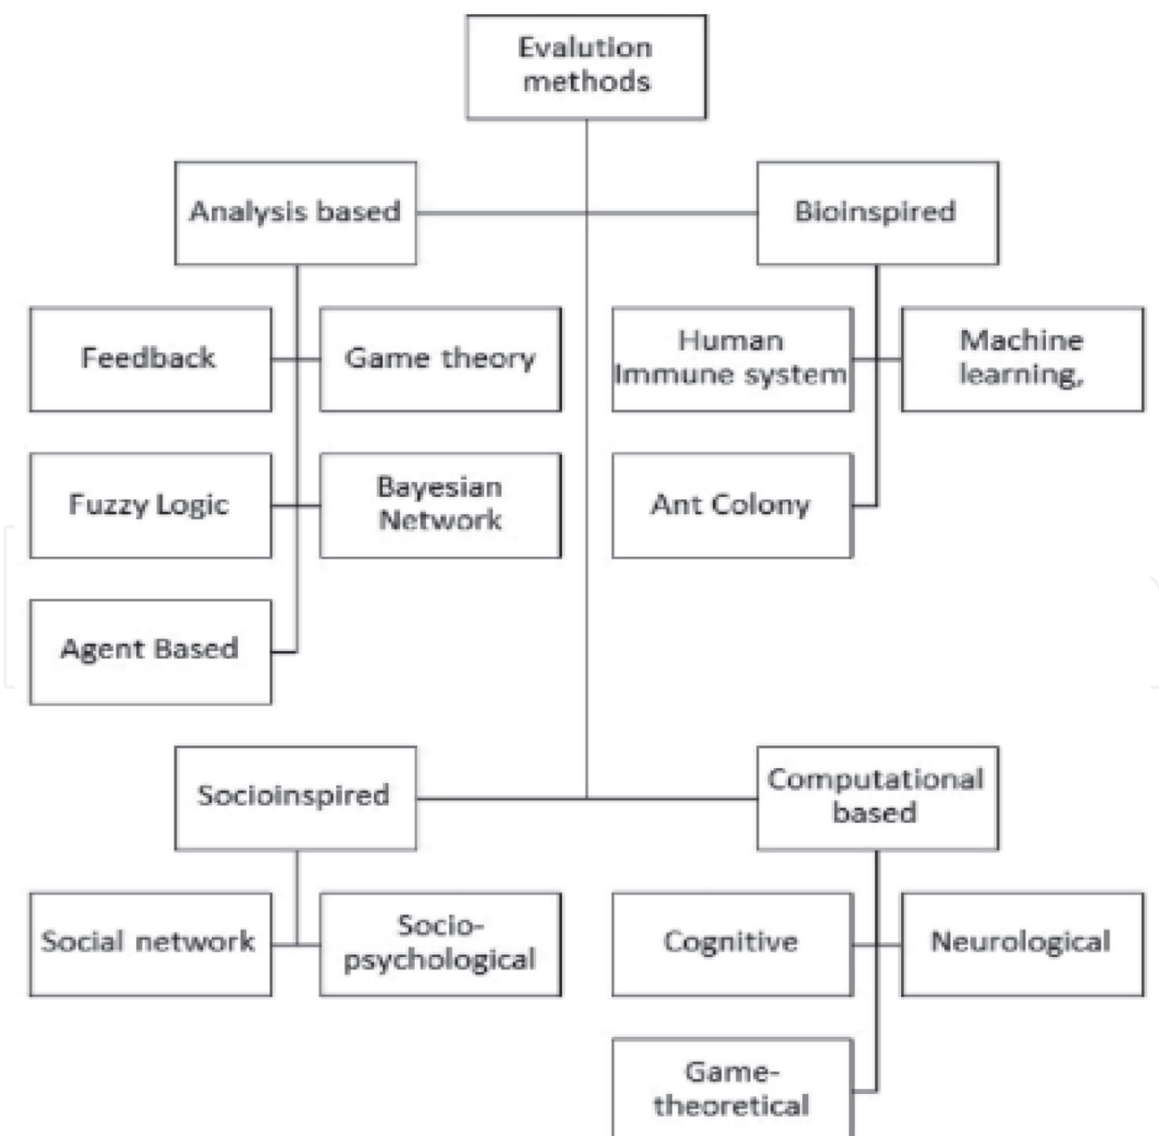 Evalution
methods
Analysis based
Bioinspired
Feedback
Game theory
Human
Immune system
Machine
learning,
Fuzzy Logic
Bayesian
Network
Ant Colony
Agent Based
Socioinspired
Computational
based
Social network
Socio-
psychological
Cognitive
Neurological
Game-
theoretical